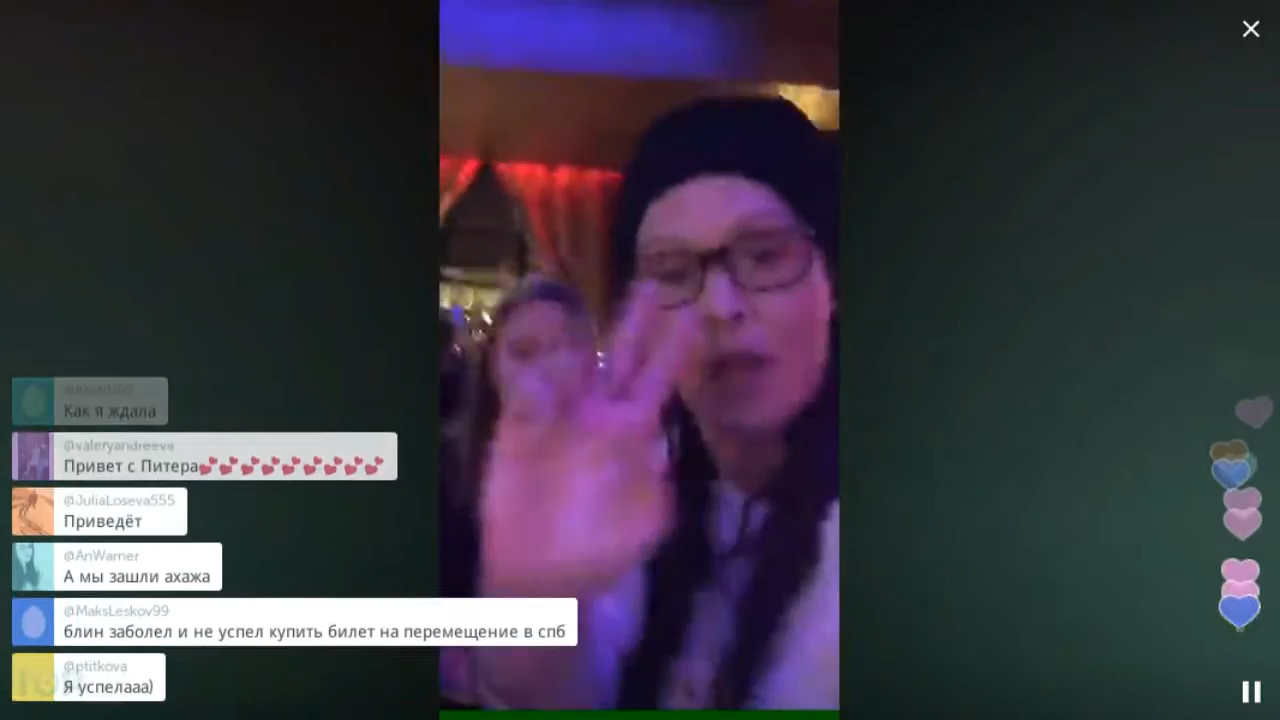 Как я ждала
@valeryandreeva
Привет с Питера💕💕💕💕💕💕💕💕💕
@JuliaLoseva555
Приведёт
@AnWarner
А мы зашли ахажа
@MaksLeskov99
блин заболел и не успел купить билет на перемещение в спб
@ptitkova
Я успелааа)